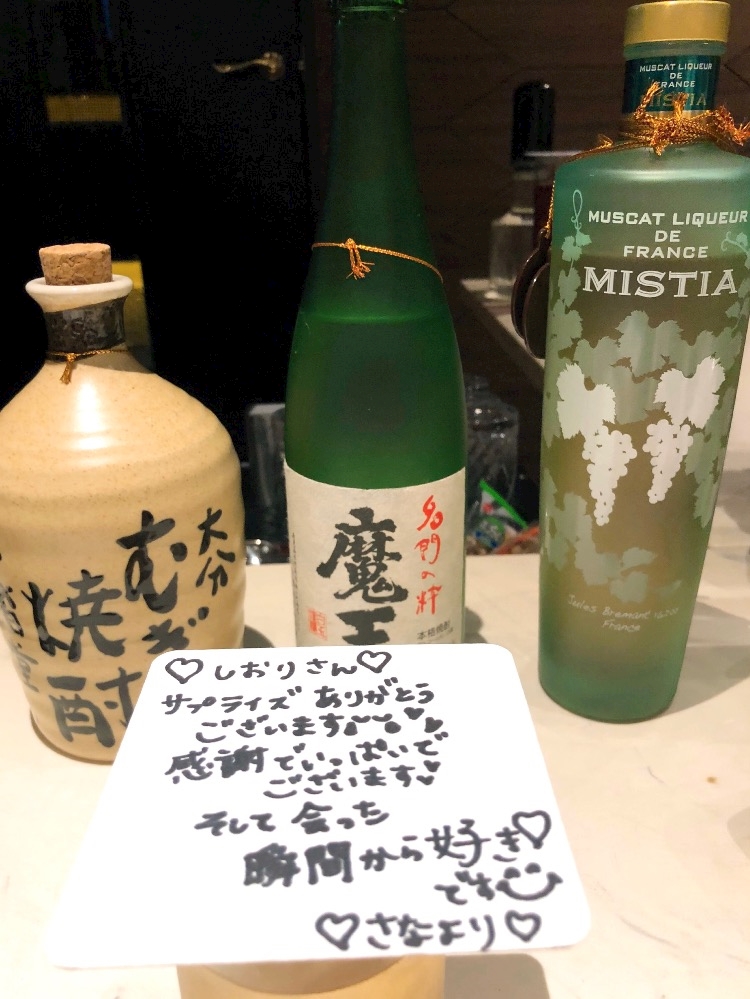 MUSCAT LIQUEUR
DE
FRANCE
MISTIA
MUSCAT LIQUEUR
DE
FRANCE
MISTIA
Jules Bremant
France
名門の粋
魔王
本格焼酎
大分
むぎ
焼酎
♡しおりさん♡
サプライズ ありがとう
ございます
感謝でいっぱいで
ございます
そして 会った
瞬間から好き♡
です
♡さなより♡